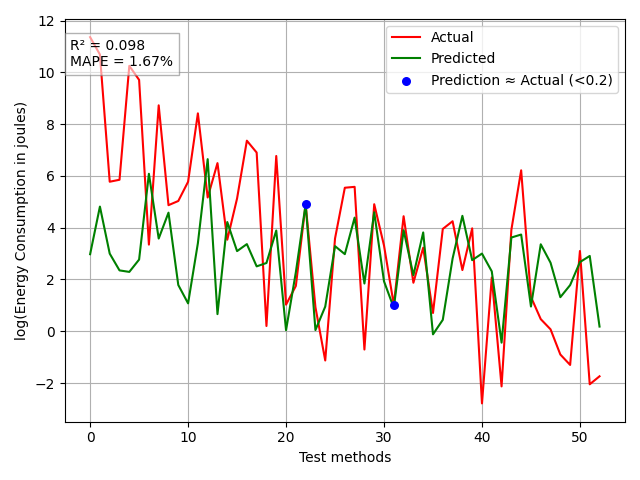 12
10
8
6
4
2
0
−2
log(Energy Consumption in joules)
R² = 0.098
MAPE = 1.67%
Actual
Predicted
Prediction ≈ Actual (<0.2)
0
10
20
30
40
50
Test methods